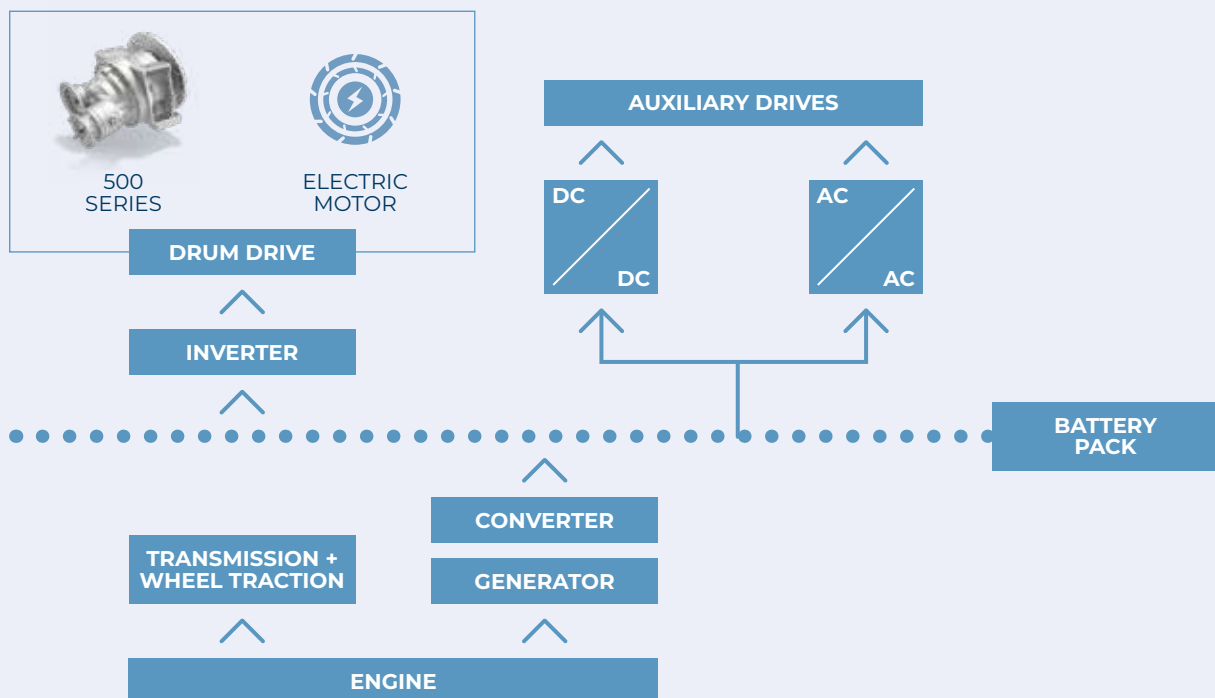 500
SERIES
ELECTRIC
MOTOR
DRUM DRIVE
INVERTER
AUXILIARY DRIVES
DC
DC
AC
AC
BATTERY
PACK
CONVERTER
GENERATOR
TRANSMISSION +
WHEEL TRACTION
ENGINE